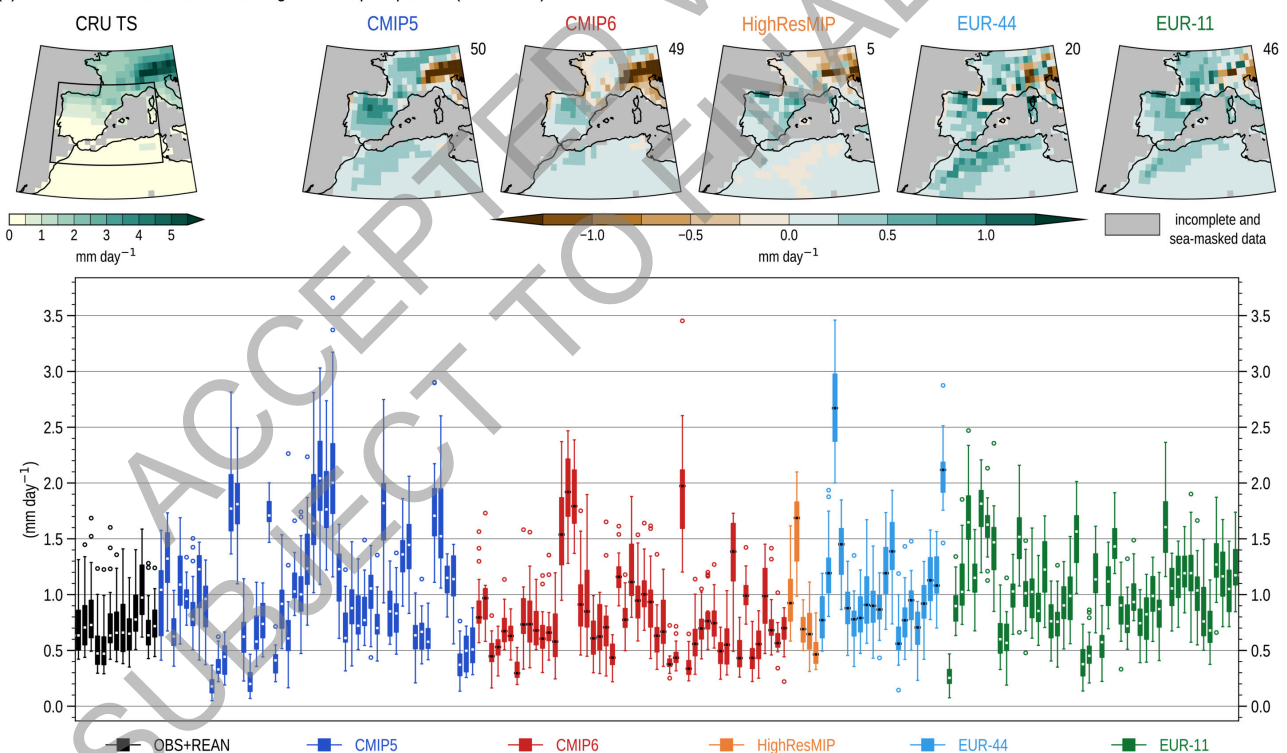 CRU TS CMIP5 CMIP6 HighResMIP EUR-44 EUR-11
50 49 5 20 46
0 1 2 3 4 5
mm day⁻¹
−1.0 −0.5 0.0 0.5 1.0
mm day⁻¹
incomplete and
sea-masked data
3.5 3.5
3.0 3.0
2.5 2.5
2.0 2.0
1.5 1.5
1.0 1.0
0.5 0.5
0.0 0.0
(mm day⁻¹)
OBS+REAN CMIP5 CMIP6 HighResMIP EUR-44 EUR-11
ACCEPTED
SUBJECT TO FINAL